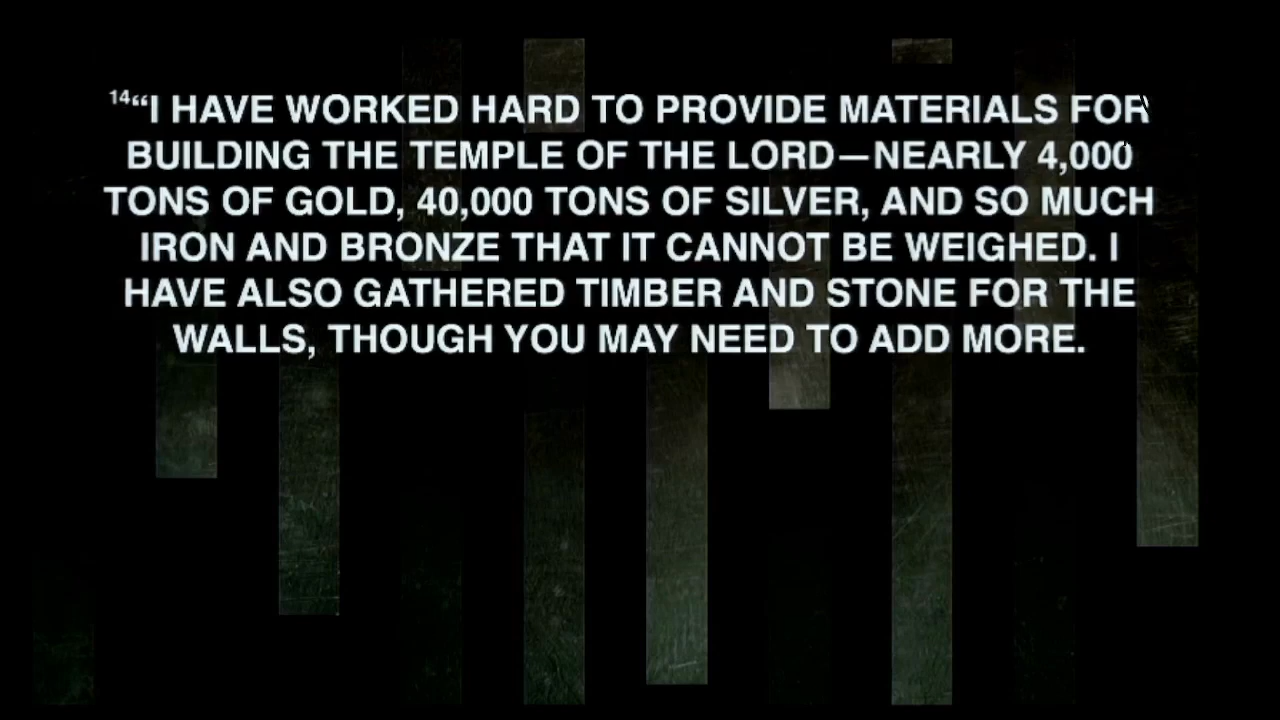 14“I HAVE WORKED HARD TO PROVIDE MATERIALS FOR
BUILDING THE TEMPLE OF THE LORD—NEARLY 4,000
TONS OF GOLD, 40,000 TONS OF SILVER, AND SO MUCH
IRON AND BRONZE THAT IT CANNOT BE WEIGHED. I
HAVE ALSO GATHERED TIMBER AND STONE FOR THE
WALLS, THOUGH YOU MAY NEED TO ADD MORE.